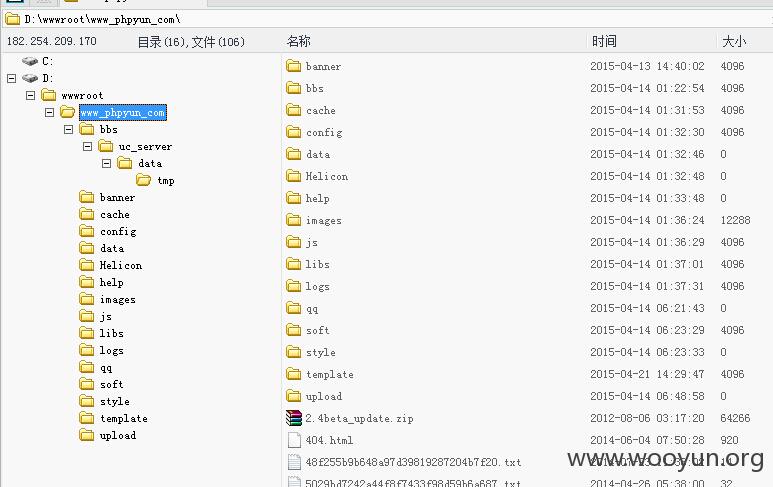 D:\wwwroot\www_phpyun_com\
182.254.209.170 目录(16),文件(106) 名称 时间 大小
C:
D:
wwwroot
www_phpyun_com
bbs
uc_server
data
tmp
banner
cache
config
data
Helicon
help
images
js
libs
logs
qq
soft
style
template
upload
banner 2015-04-13 14:40:02 4096
bbs 2015-04-14 01:22:54 4096
cache 2015-04-14 01:31:53 4096
config 2015-04-14 01:32:30 4096
data 2015-04-14 01:32:46 0
Helicon 2015-04-14 01:32:48 0
help 2015-04-14 01:33:48 0
images 2015-04-14 01:36:24 12288
js 2015-04-14 01:36:29 4096
libs 2015-04-14 01:37:01 4096
logs 2015-04-14 01:37:31 4096
qq 2015-04-14 06:21:43 0
soft 2015-04-14 06:23:29 4096
style 2015-04-14 06:23:33 0
template 2015-04-21 14:29:47 4096
upload 2015-04-14 06:48:58 0
2.4beta_update.zip 2012-08-06 03:17:20 64266
404.html 2014-06-04 07:50:28 920
48f255b9b648a97d39819287204b7f20.txt
5029bd7242a44f8f7433f98d59b6a687.txt 2014-04-26 05:38:00 32
www.wooyun.org